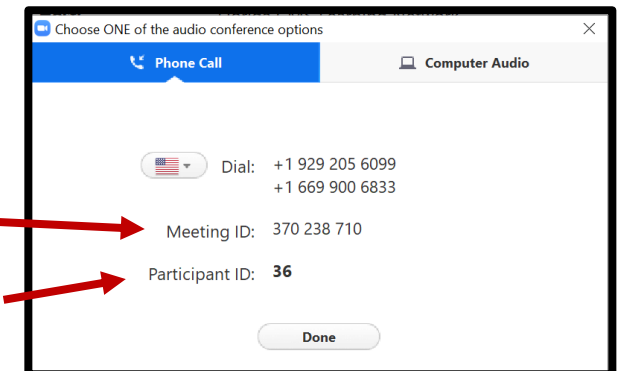 Choose ONE of the audio conference options
Phone Call
Computer Audio
Dial: +1 929 205 6099
+1 669 900 6833
Meeting ID: 370 238 710
Participant ID: 36
Done